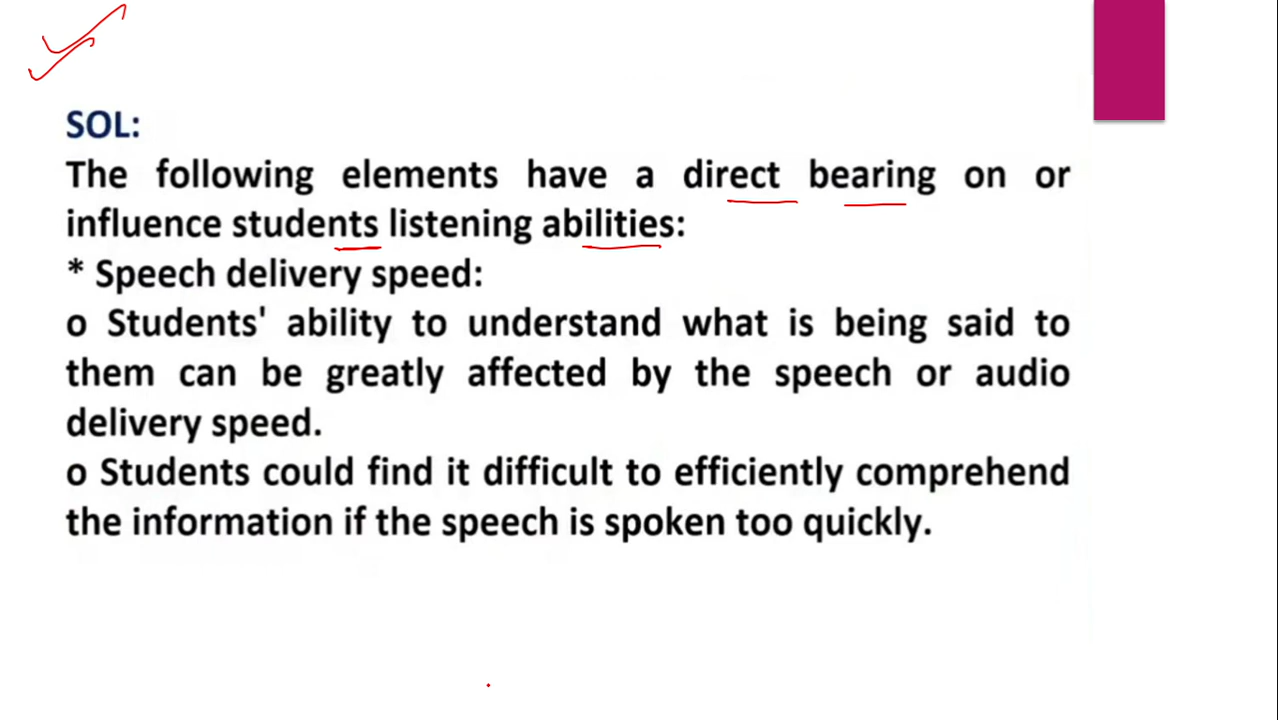 SOL:
The following elements have a direct bearing on or
influence students listening abilities:
* Speech delivery speed:
o Students' ability to understand what is being said to
them can be greatly affected by the speech or audio
delivery speed.
o Students could find it difficult to efficiently comprehend
the information if the speech is spoken too quickly.